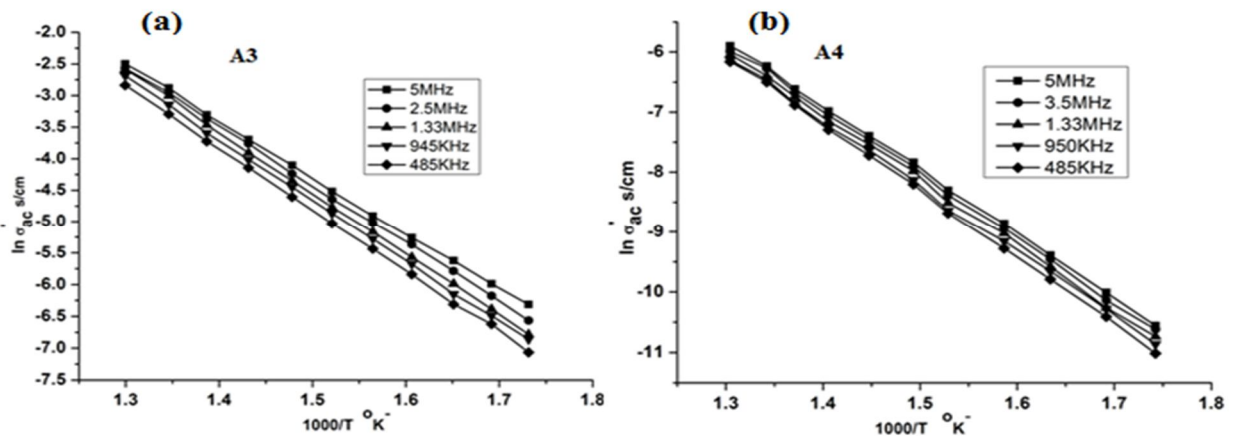 (a)
A3
-2.0
-2.5
-3.0
-3.5
-4.0
-4.5
-5.0
-5.5
-6.0
-6.5
-7.0
-7.5
ln σ'ac s/cm
5MHz
2.5MHz
1.33MHz
945KHz
485KHz
1.3
1.4
1.5
1.6
1.7
1.8
1000/T °K-
(b)
A4
-6
-7
-8
-9
-10
-11
ln σ'ac s/cm
5MHz
3.5MHz
1.33MHz
950KHz
485KHz
1.3
1.4
1.5
1.6
1.7
1.8
1000/T °K-